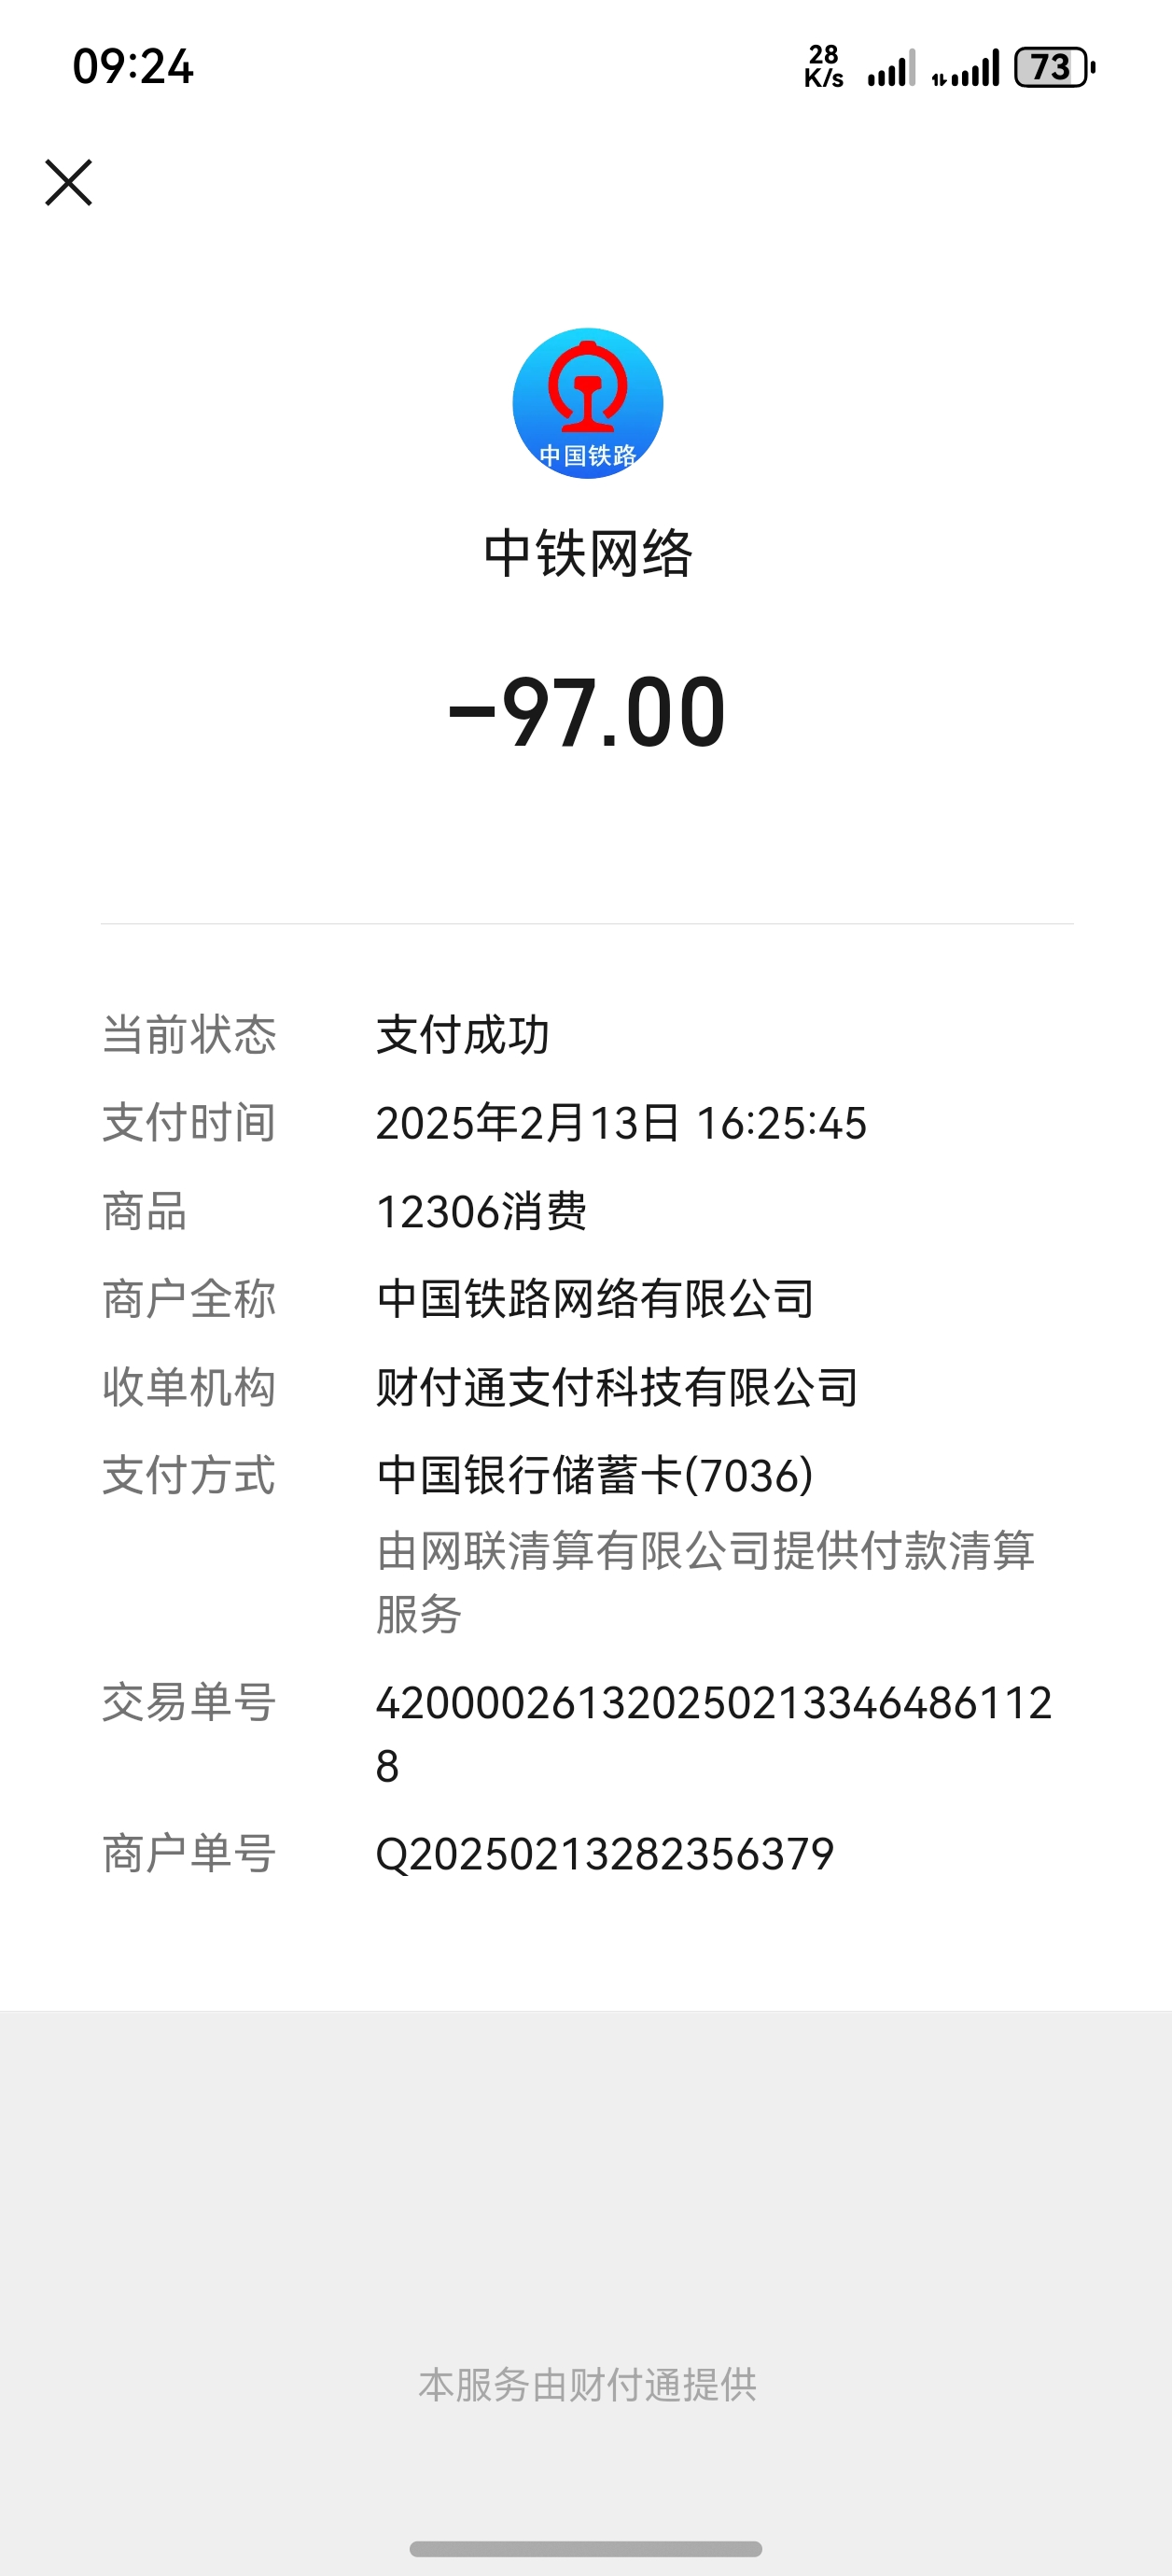 09:24
28
K/s
73
中国铁路
中铁网络
-97.00
当前状态 支付成功
支付时间 2025年2月13日 16:25:45
商品 12306消费
商户全称 中国铁路网络有限公司
收单机构 财付通支付科技有限公司
支付方式 中国银行储蓄卡(7036)
由网联清算有限公司提供付款清算
服务
交易单号 420000261320250213346486112
8
商户单号 Q20250213282356379
本服务由财付通提供